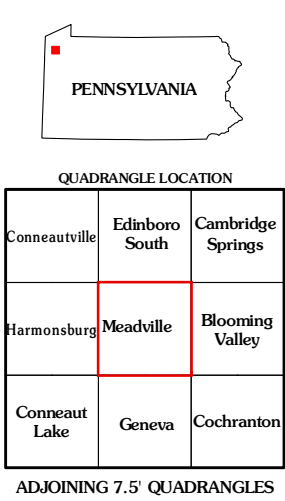 PENNSYLVANIA
QUADRANGLE LOCATION
Conneautville
Edinboro
South
Cambridge
Springs
Harmonsburg
Meadville
Blooming
Valley
Conneaut
Lake
Geneva
Cochranton
ADJOINING 7.5' QUADRANGLES